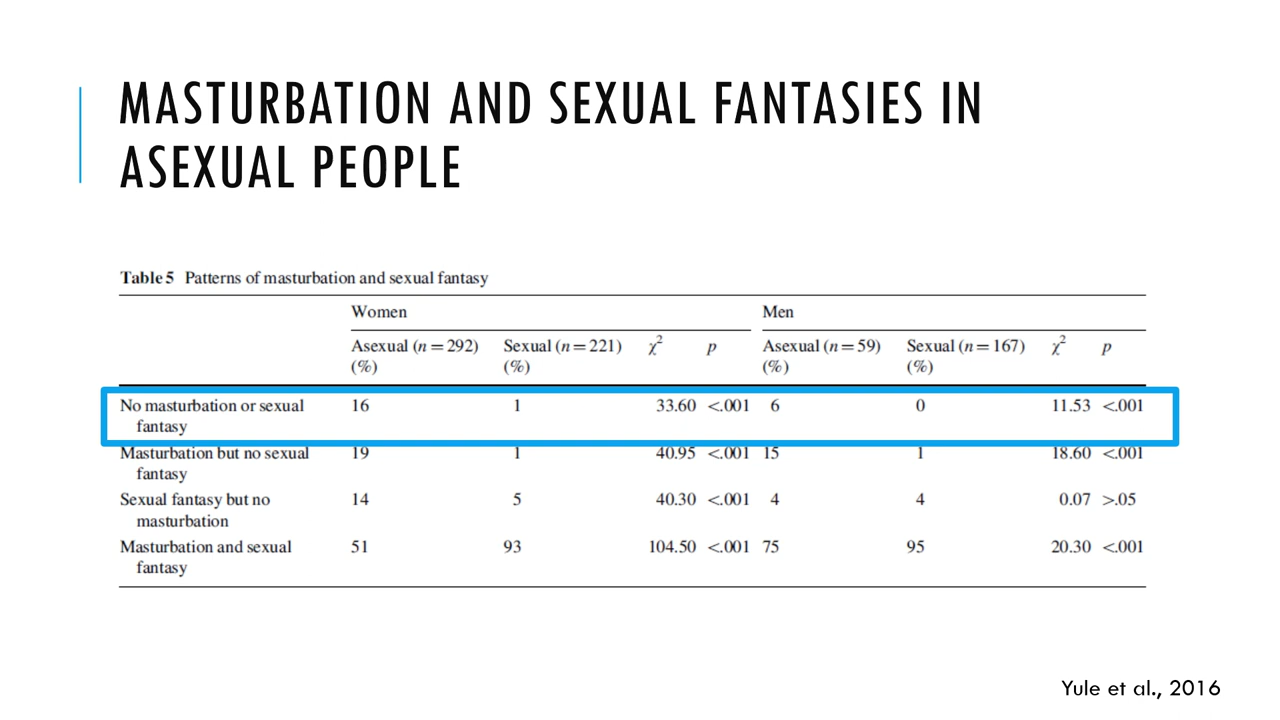 MASTURBATION AND SEXUAL FANTASIES IN
ASEXUAL PEOPLE
Table 5 Patterns of masturbation and sexual fantasy
Women Men
Asexual (n = 292) Sexual (n = 221) χ² p Asexual (n = 59) Sexual (n = 167) χ² p
(%) (%) (%) (%)
No masturbation or sexual 16 1 33.60 <.001 6 0 11.53 <.001
fantasy
Masturbation but no sexual 19 1 40.95 <.001 15 1 18.60 <.001
fantasy
Sexual fantasy but no 14 5 40.30 <.001 4 4 0.07 >.05
masturbation
Masturbation and sexual 51 93 104.50 <.001 75 95 20.30 <.001
fantasy
Yule et al., 2016